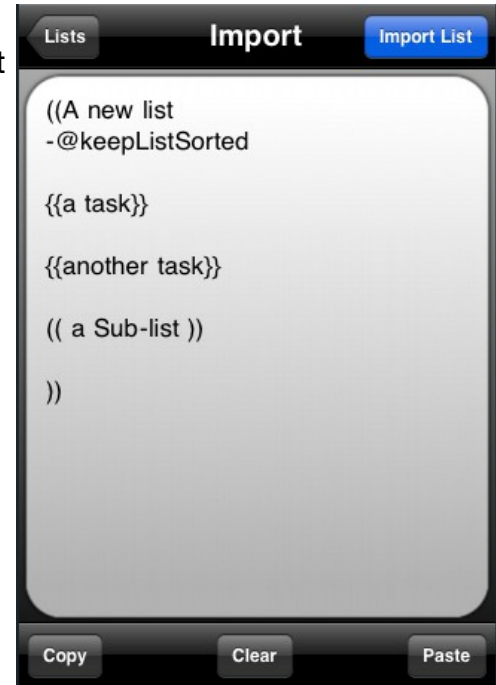 Lists Import Import List
t
((A new list
-@keepListSorted
{{a task}}
{{another task}}
(( a Sub-list ))
))
Copy Clear Paste